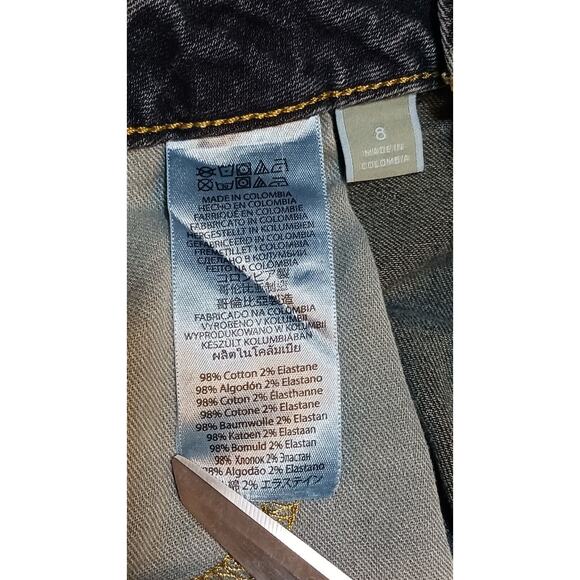 MADE IN COLOMBIA
HECHO EN COLOMBIA
FABRIQUÉ EN COLOMBIE
FABBRICATO IN COLOMBIA
HERGESTELLT IN KOLUMBIEN
GEFABRICEERD IN COLOMBIA
FREMSTILLET I COLOMBIA
СДЕЛАНО В КОЛУМБИИ
FEITO NA COLÔMBIA
コロンビア製
哥伦比亚制造
哥倫比亞製造
FABRICADO NA COLÔMBIA
VYROBENO V KOLUMBII
WYPRODUKOWANO W KOLUMBII
KÉSZÜLT KOLUMBIÁBAN
ผลิตในโคลัมเบีย
98% Cotton 2% Elastane
98% Algodón 2% Elastano
98% Coton 2% Élasthanne
98% Cotone 2% Elastane
98% Baumwolle 2% Elastan
98% Katoen 2% Elastaan
98% Bomuld 2% Elastan
98% Хлопок 2% Эластан
98% Algodão 2% Elastano
綿 2% エラステイン
8
MADE IN
COLOMBIA